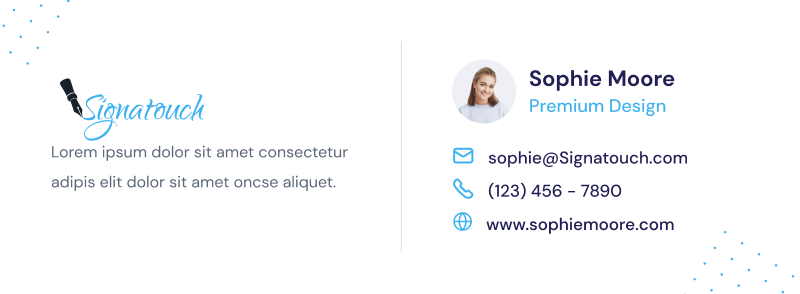 Signatouch
Lorem ipsum dolor sit amet consectetur
adipis elit dolor sit amet oncse aliquet.
Sophie Moore
Premium Design
sophie@Signatouch.com
(123) 456 - 7890
www.sophiemoore.com